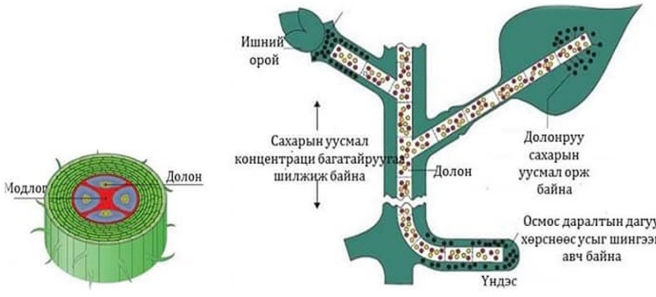 Ишний
орой
Сахарын уусмал
концентраци багатайруугаа
шилжиж байна
Долон
Модлог
Долон
Долонруу
сахарын
уусмал орж
байна
Осмос даралтын дагуу
хөрснөөс усыг шингээж
авч байна
Үндэс